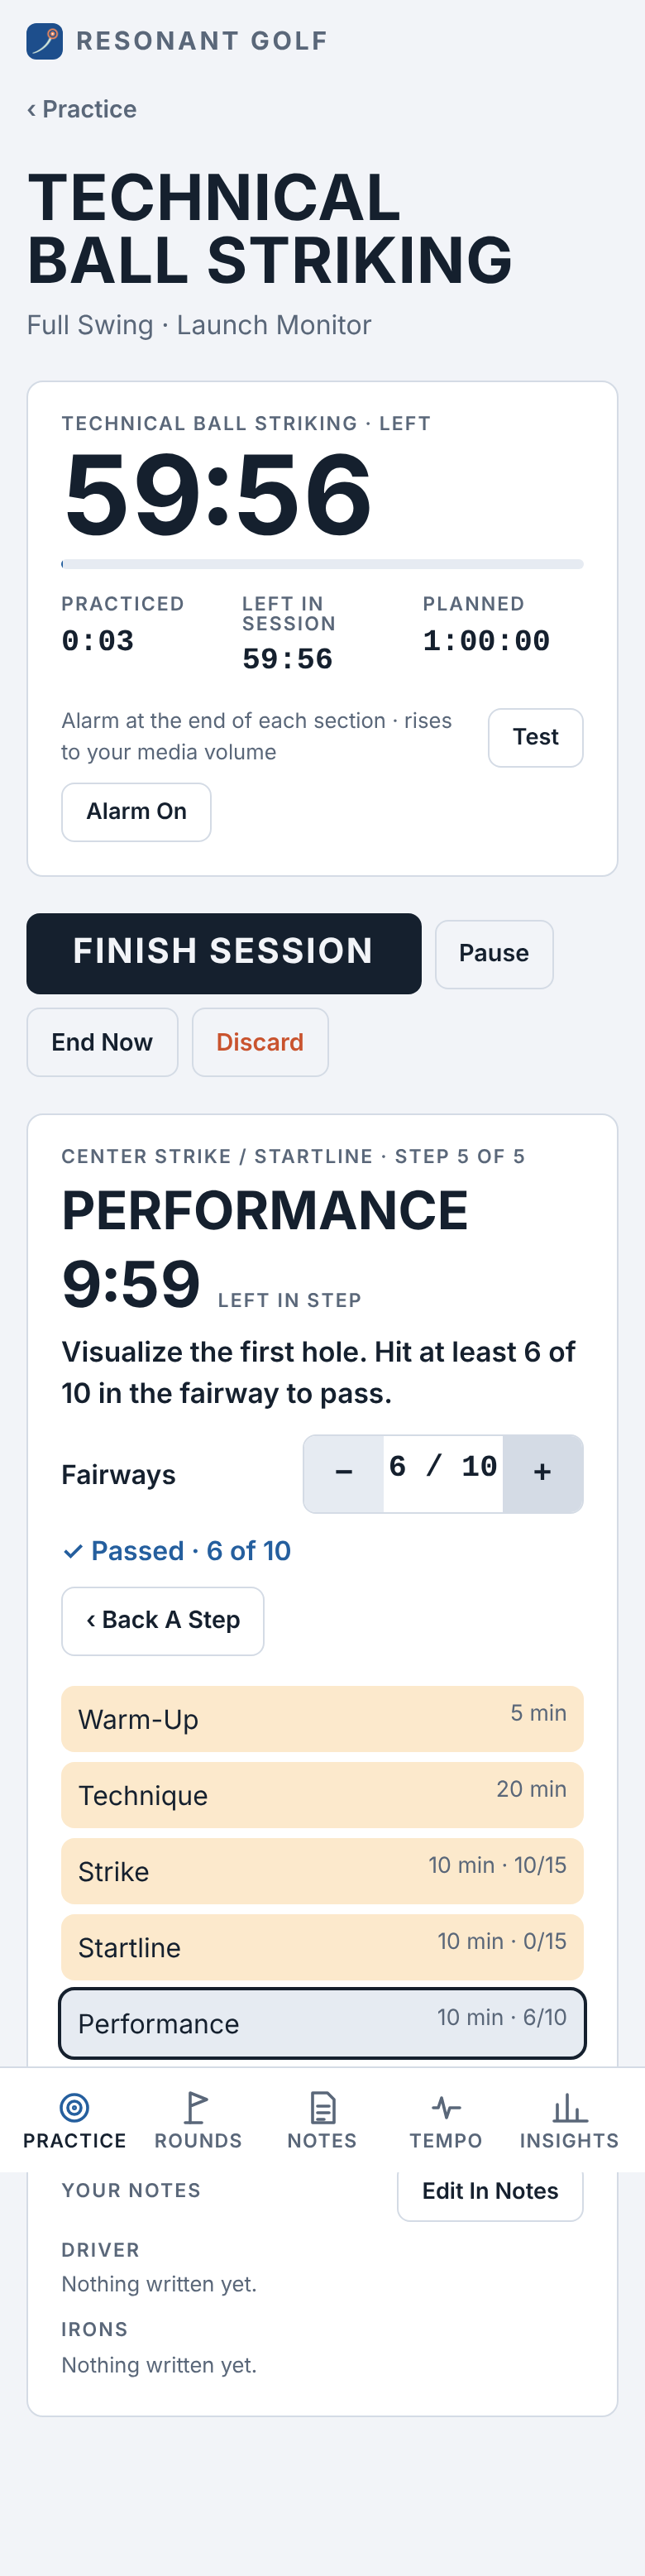 RESONANT GOLF
‹ Practice
TECHNICAL
BALL STRIKING
Full Swing · Launch Monitor
TECHNICAL BALL STRIKING · LEFT
59:56
PRACTICED
0:03
LEFT IN
SESSION
59:56
PLANNED
1:00:00
Alarm at the end of each section · rises
to your media volume
Test
Alarm On
FINISH SESSION
Pause
End Now
Discard
CENTER STRIKE / STARTLINE · STEP 5 OF 5
PERFORMANCE
9:59 LEFT IN STEP
Visualize the first hole. Hit at least 6 of
10 in the fairway to pass.
Fairways
− 6 / 10 +
✓ Passed · 6 of 10
‹ Back A Step
Warm-Up 5 min
Technique 20 min
Strike 10 min · 10/15
Startline 10 min · 0/15
Performance 10 min · 6/10
PRACTICE ROUNDS NOTES TEMPO INSIGHTS
YOUR NOTES
Edit In Notes
DRIVER
Nothing written yet.
IRONS
Nothing written yet.